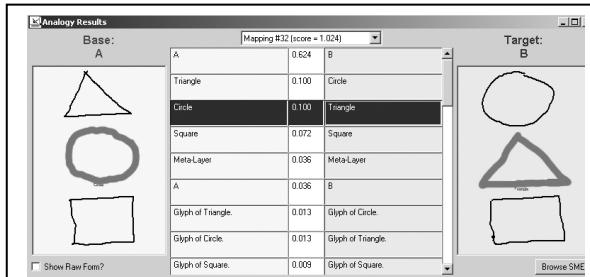 Analogy Results
Base:
A
Mapping #32 (score = 1.024)
Target:
B
A 0.624 B
Triangle 0.100 Circle
Circle 0.100 Triangle
Square 0.072 Square
Meta-Layer 0.036 Meta-Layer
A 0.036 B
Glyph of Triangle. 0.013 Glyph of Circle.
Glyph of Circle. 0.013 Glyph of Triangle.
Glyph of Square. 0.009 Glyph of Square.
Circle
Triangle
Show Raw Form?
Browse SME